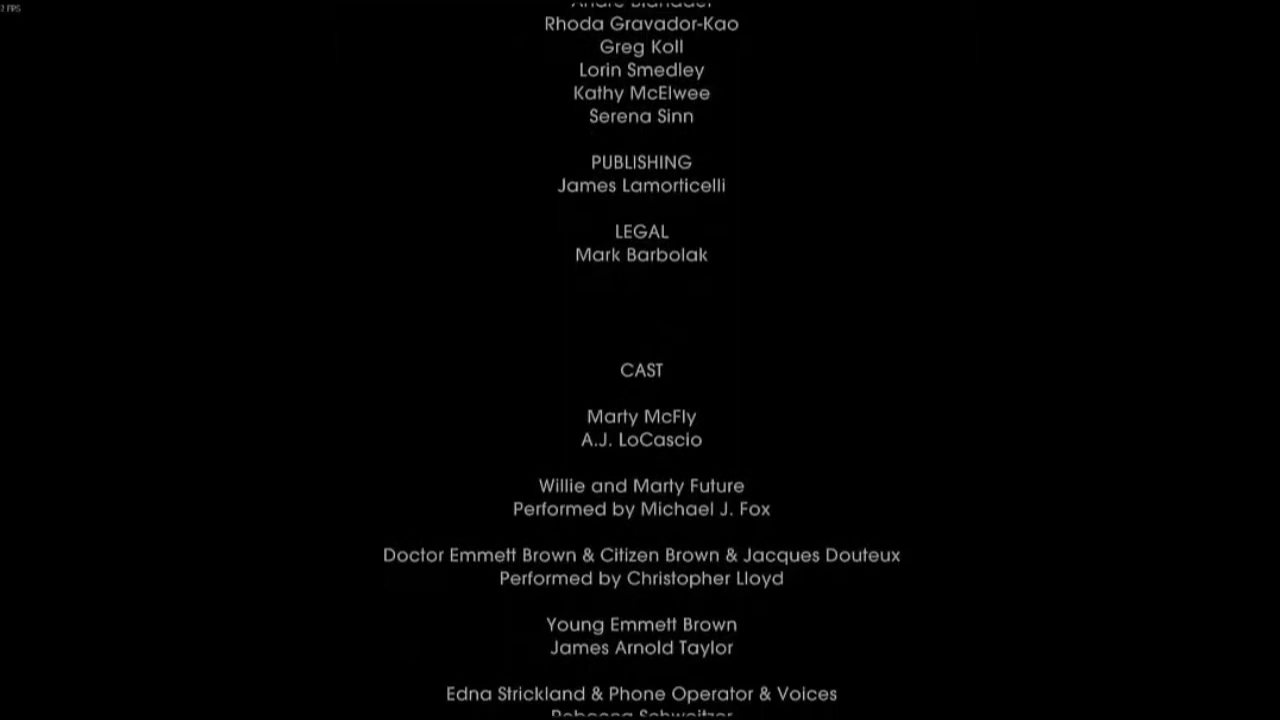 Rhoda Gravador-Kao
Greg Koll
Lorin Smedley
Kathy McElwee
Serena Sinn
PUBLISHING
James Lamorticelli
LEGAL
Mark Barbolak
CAST
Marty McFly
A.J. LoCascio
Willie and Marty Future
Performed by Michael J. Fox
Doctor Emmett Brown & Citizen Brown & Jacques Douteux
Performed by Christopher Lloyd
Young Emmett Brown
James Arnold Taylor
Edna Strickland & Phone Operator & Voices